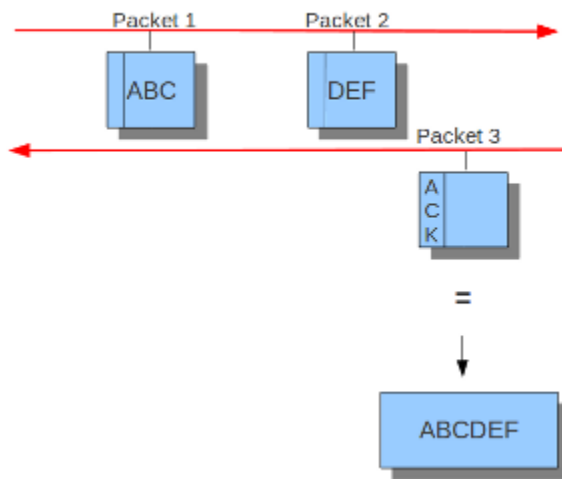 Packet 1
Packet 2
ABC
DEF
Packet 3
A
C
K
=
ABCDEF